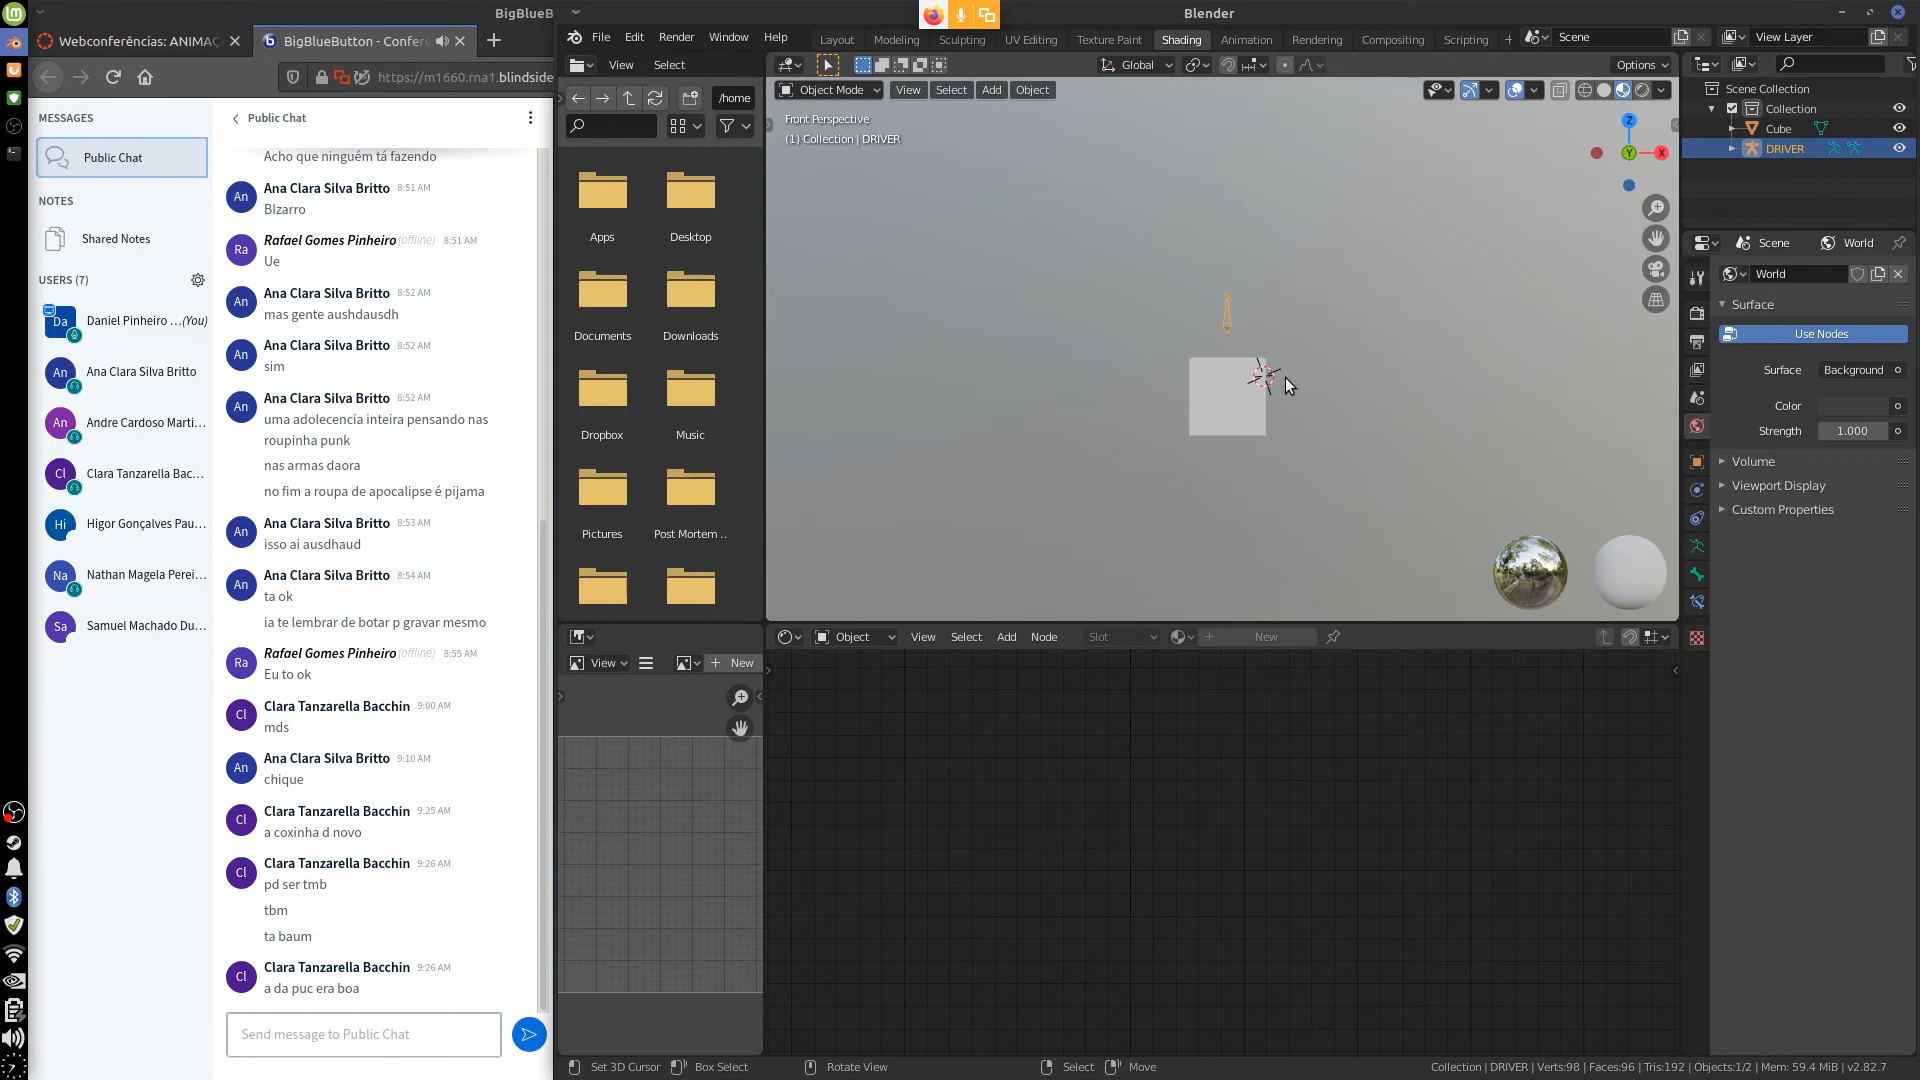 BigBlueB
Blender
Webconferências: ANIMAÇ
BigBlueButton - Conferê
https://m1660.rna1.blindside
MESSAGES
Public Chat
NOTES
Shared Notes
USERS (7)
Da
Daniel Pinheiro ...(You)
An
Ana Clara Silva Britto
An
Andre Cardoso Marti...
Cl
Clara Tanzarella Bac...
Hi
Higor Gonçalves Pau...
Na
Nathan Magela Perei...
Sa
Samuel Machado Du...
Public Chat
Acho que ninguém tá fazendo
An
Ana Clara Silva Britto 8:51 AM
BIzarro
Ra
Rafael Gomes Pinheiro (offline) 8:51 AM
Ue
An
Ana Clara Silva Britto 8:52 AM
mas gente aushdausdh
An
Ana Clara Silva Britto 8:52 AM
sim
An
Ana Clara Silva Britto 8:52 AM
uma adolecencia inteira pensando nas
roupinha punk
nas armas daora
no fim a roupa de apocalipse é pijama
An
Ana Clara Silva Britto 8:53 AM
isso ai ausdhaud
An
Ana Clara Silva Britto 8:54 AM
ta ok
ia te lembrar de botar p gravar mesmo
Ra
Rafael Gomes Pinheiro (offline) 8:55 AM
Eu to ok
Cl
Clara Tanzarella Bacchin 9:00 AM
mds
An
Ana Clara Silva Britto 9:10 AM
chique
Cl
Clara Tanzarella Bacchin 9:25 AM
a coxinha d novo
Cl
Clara Tanzarella Bacchin 9:26 AM
pd ser tmb
tbm
ta baum
Cl
Clara Tanzarella Bacchin 9:26 AM
a da puc era boa
Send message to Public Chat
File Edit Render Window Help
Layout Modeling Sculpting UV Editing Texture Paint Shading Animation Rendering Compositing Scripting +
Scene
View Layer
View Select
/home
Apps
Desktop
Documents
Downloads
Dropbox
Music
Pictures
Post Mortem ..
View
New
Global
Options
Object Mode View Select Add Object
Front Perspective
(1) Collection | DRIVER
Z
Y
X
Object View Select Add Node Slot New
Scene Collection
Collection
Cube
DRIVER
Scene World
World
Surface
Use Nodes
Surface Background
Color
Strength 1.000
Volume
Viewport Display
Custom Properties
Set 3D Cursor Box Select Rotate View Select Move
Collection | DRIVER | Verts:98 | Faces:96 | Tris:192 | Objects:1/2 | Mem: 59.4 MiB | v2.82.7